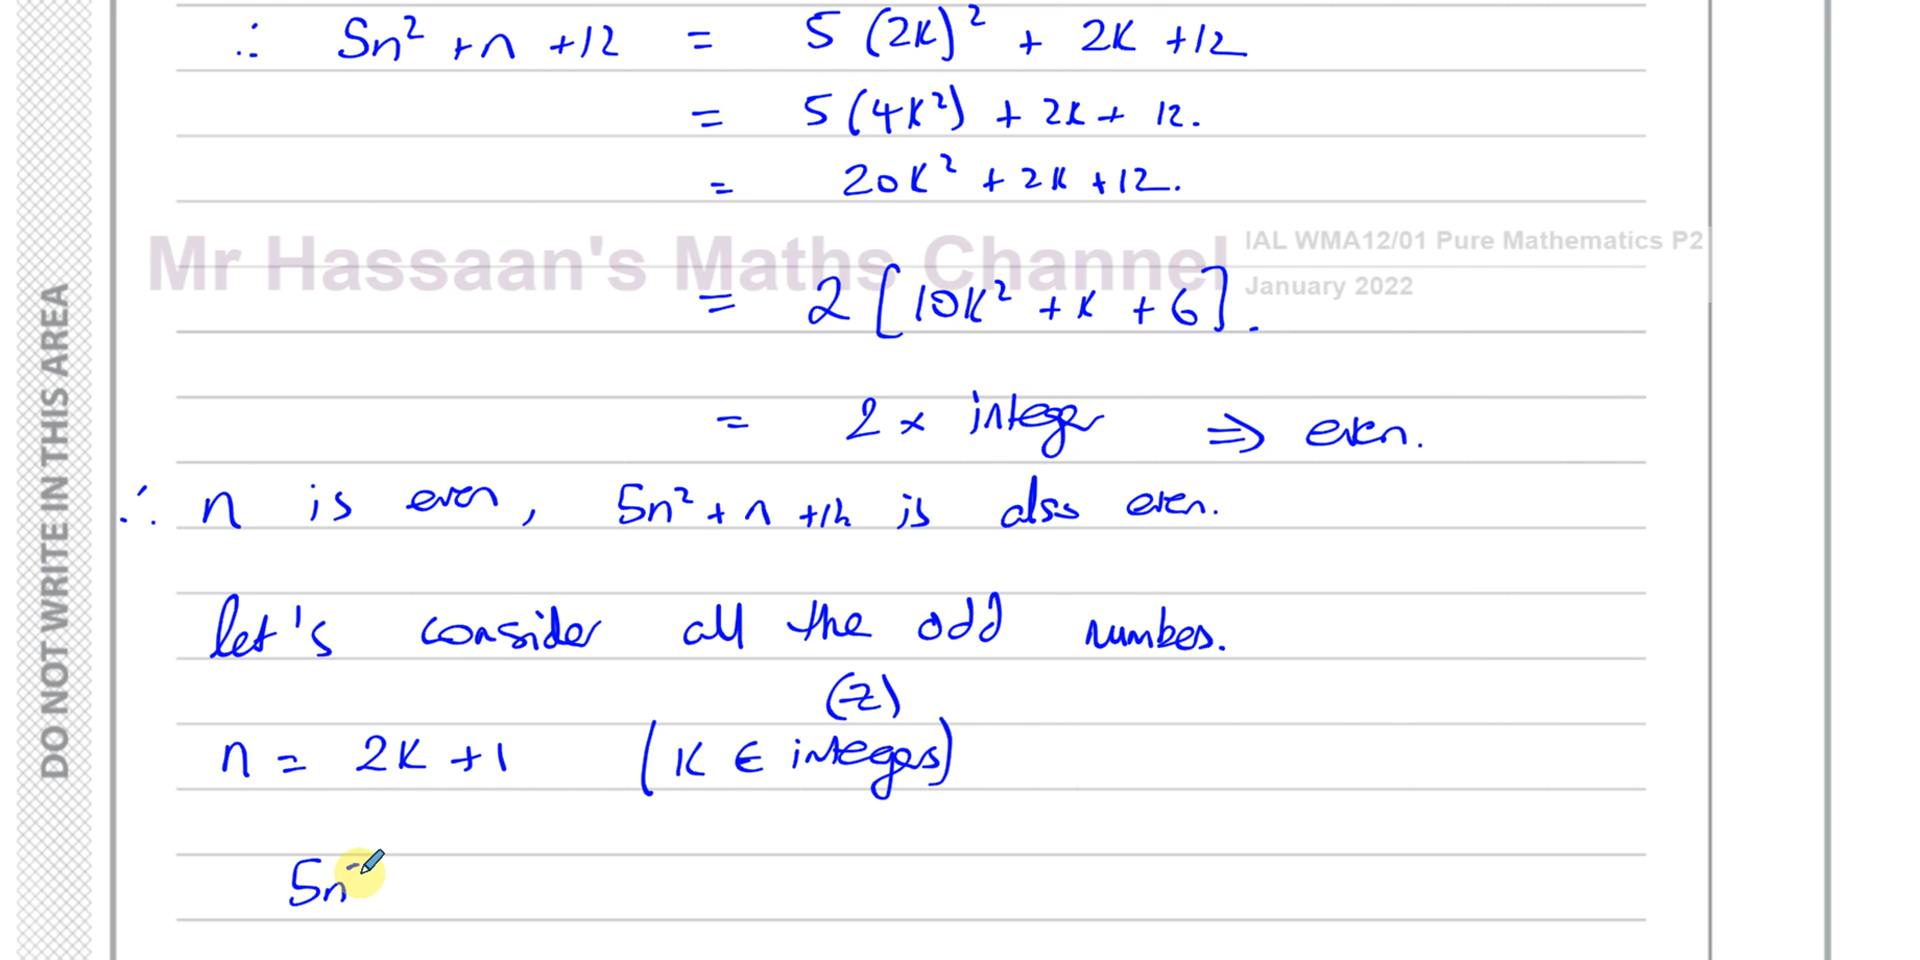 ∴ 5n² + n + 12 = 5(2K)² + 2K + 12
= 5(4K²) + 2K + 12.
= 20K² + 2K + 12.
Mr Hassaan's Maths Channel
IAL WMA12/01 Pure Mathematics P2
January 2022
= 2[10K² + K + 6].
= 2 × integer ⇒ even.
∴ n is even, 5n² + n + 12 is also even.
let's consider all the odd numbes.
(Z)
n = 2K + 1 (K ∈ integers)
5n
DO NOT WRITE IN THIS AREA